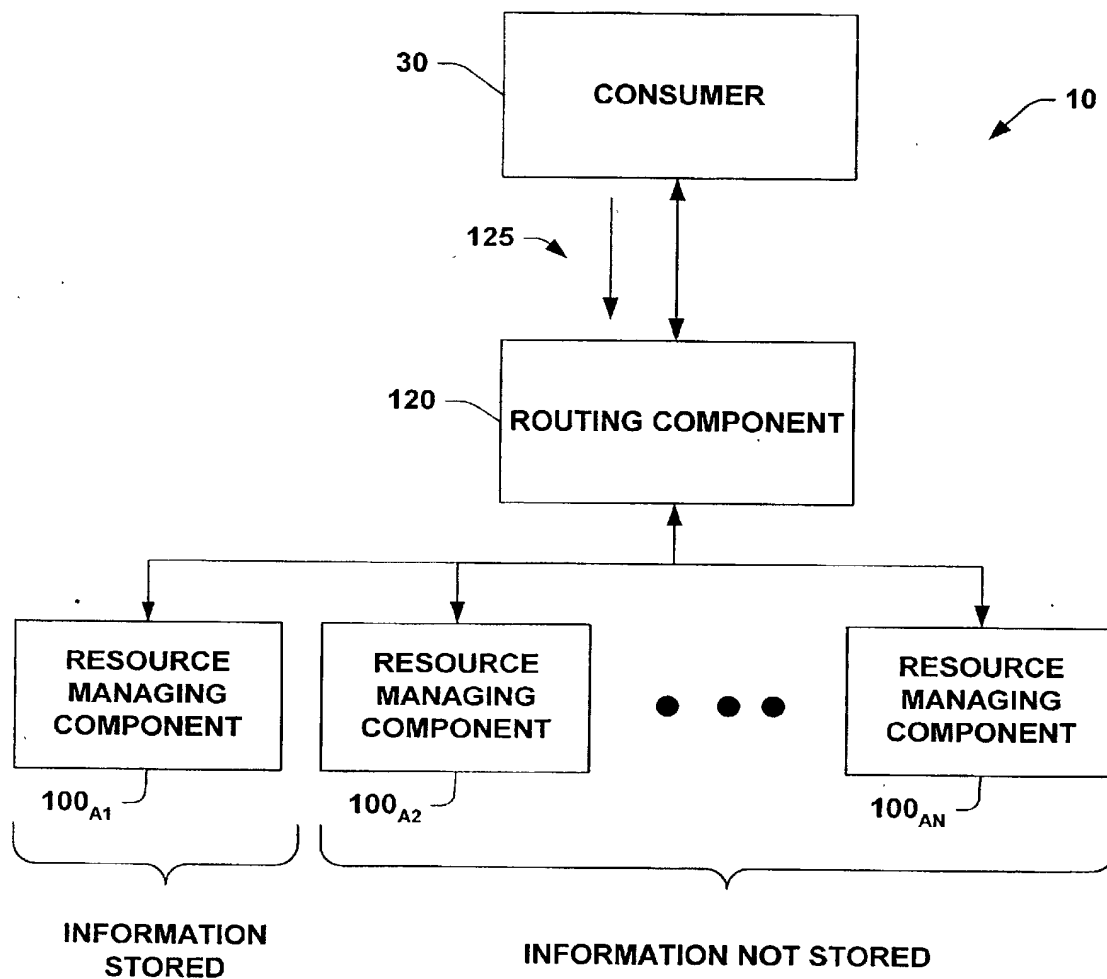 30
CONSUMER
10
125
120
ROUTING COMPONENT
RESOURCE
MANAGING
COMPONENT
RESOURCE
MANAGING
COMPONENT
RESOURCE
MANAGING
COMPONENT
100A1
100A2
100AN
INFORMATION
STORED
INFORMATION NOT STORED